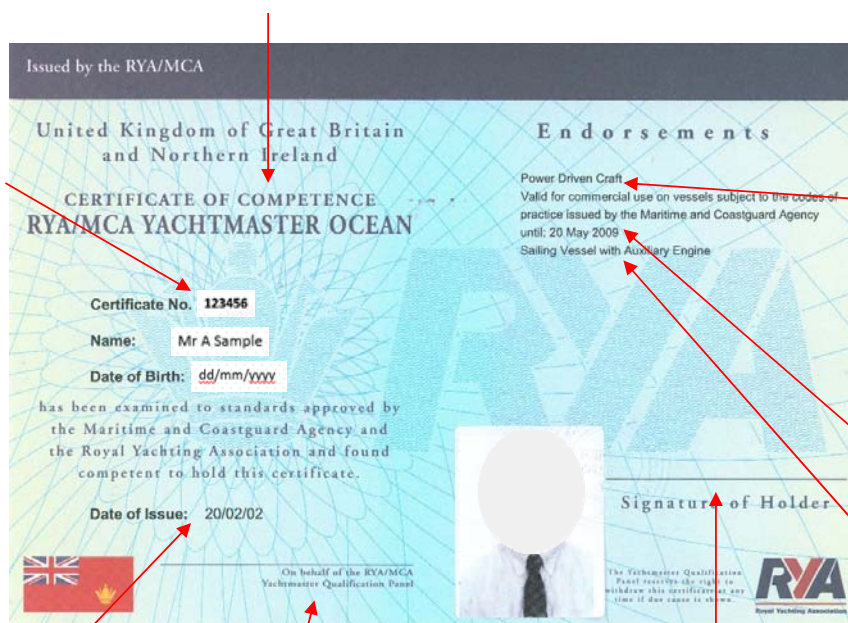 Issued by the RYA/MCA
United Kingdom of Great Britain
and Northern Ireland
CERTIFICATE OF COMPETENCE
RYA/MCA YACHTMASTER OCEAN
Certificate No. 123456
Name: Mr A Sample
Date of Birth: dd/mm/yyyy
has been examined to standards approved by
the Maritime and Coastguard Agency and
the Royal Yachting Association and found
competent to hold this certificate.
Date of Issue: 20/02/02
On behalf of the RYA/MCA
Yachtmaster Qualification Panel
Endorsements
Power Driven Craft
Valid for commercial use on vessels subject to the codes of
practice issued by the Maritime and Coastguard Agency
until: 20 May 2009
Sailing Vessel with Auxiliary Engine
RYA
Signature of Holder
The Yachtmaster Qualification
Panel reserves the right to
withdraw this certificate at any
time if due cause is shown.
RYA
Royal Yachting Association